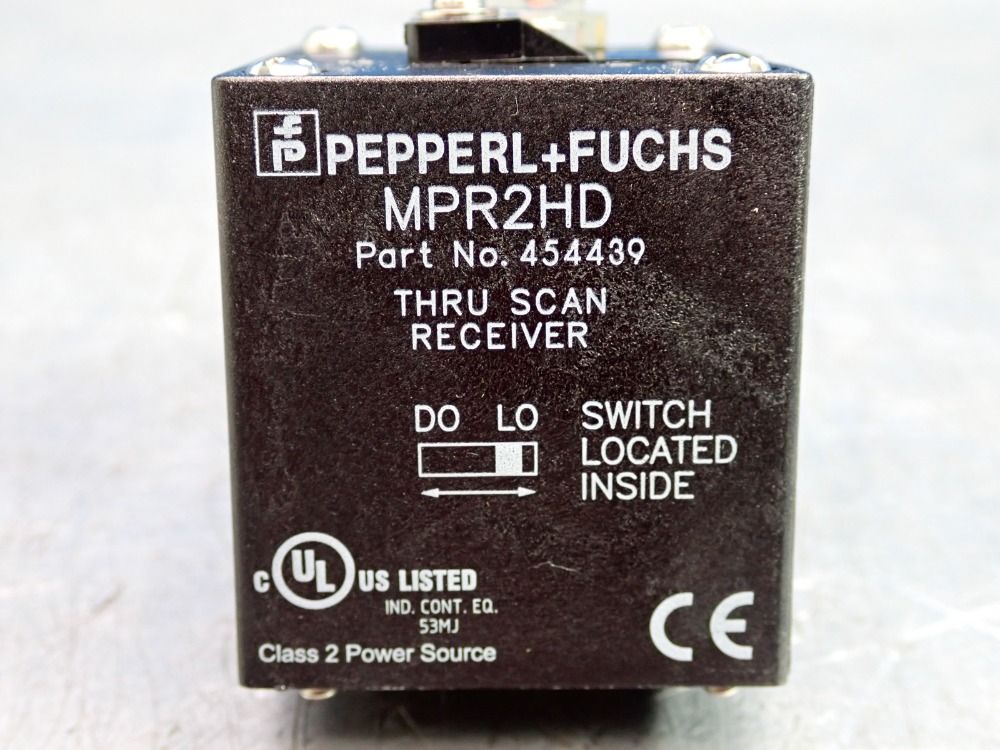 PEPPERL+FUCHS
MPR2HD
Part No. 454439
THRU SCAN
RECEIVER
DO LO
SWITCH
LOCATED
INSIDE
C UL US LISTED
IND. CONT. EQ.
53MJ
Class 2 Power Source
CE